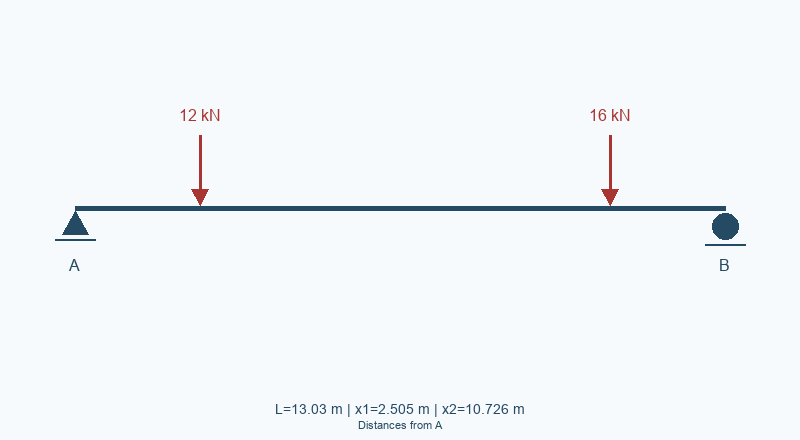 12 kN 16 kN
A B
L=13.03 m | x1=2.505 m | x2=10.726 m
Distances from A